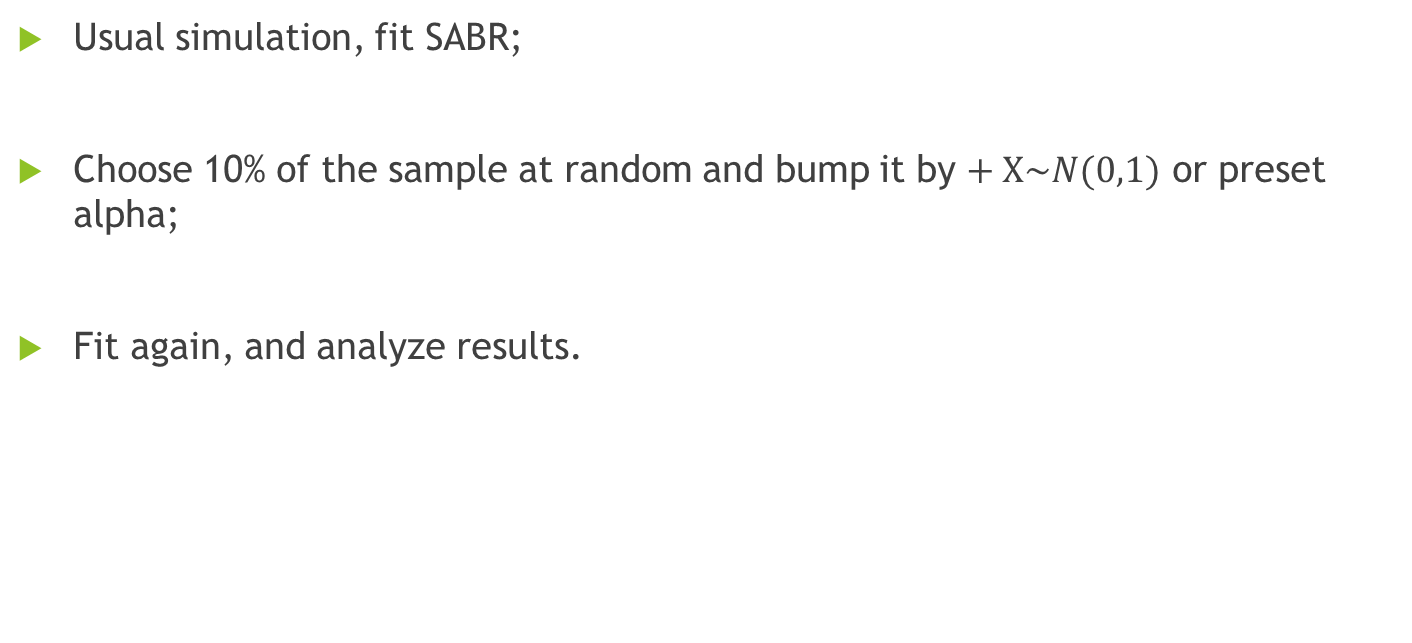 Usual simulation, fit SABR;
Choose 10% of the sample at random and bump it by + X~N(0,1) or preset
alpha;
Fit again, and analyze results.